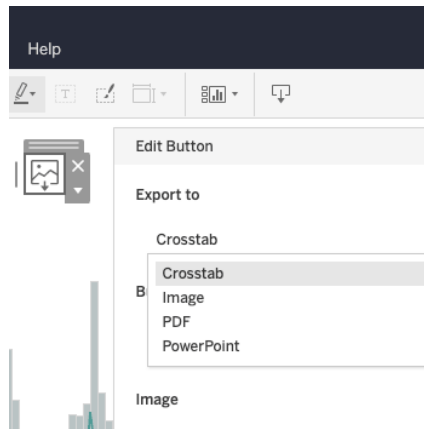 Help
T
Edit Button
Export to
Crosstab
Crosstab
B
Image
PDF
PowerPoint
Image